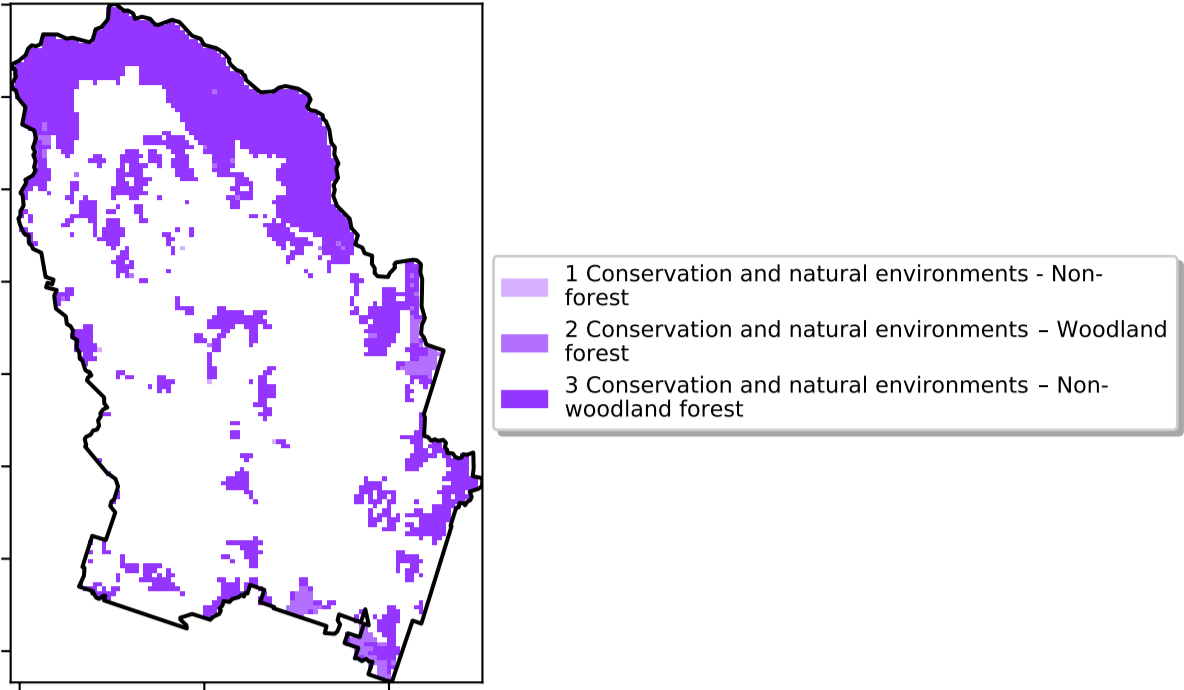 1 Conservation and natural environments - Non-
forest
2 Conservation and natural environments – Woodland
forest
3 Conservation and natural environments – Non-
woodland forest